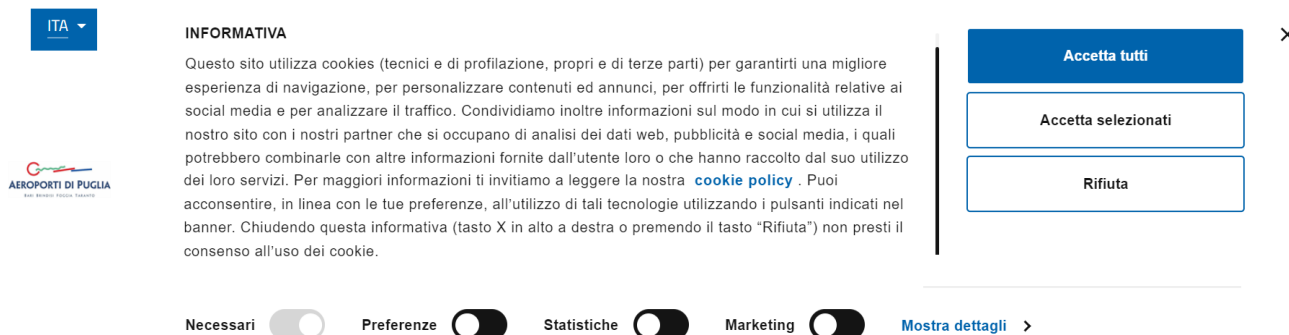 ITA
INFORMATIVA
Questo sito utilizza cookies (tecnici e di profilazione, propri e di terze parti) per garantirti una migliore
esperienza di navigazione, per personalizzare contenuti ed annunci, per offrirti le funzionalità relative ai
social media e per analizzare il traffico. Condividiamo inoltre informazioni sul modo in cui si utilizza il
nostro sito con i nostri partner che si occupano di analisi dei dati web, pubblicità e social media, i quali
potrebbero combinarle con altre informazioni fornite dall'utente loro o che hanno raccolto dal suo utilizzo
dei loro servizi. Per maggiori informazioni ti invitiamo a leggere la nostra cookie policy . Puoi
acconsentire, in linea con le tue preferenze, all'utilizzo di tali tecnologie utilizzando i pulsanti indicati nel
banner. Chiudendo questa informativa (tasto X in alto a destra o premendo il tasto “Rifiuta”) non presti il
consenso all'uso dei cookie.
Accetta tutti
Accetta selezionati
Rifiuta
AEROPORTI DI PUGLIA
BARI BRINDISI FOGGIA TARANTO
Necessari
Preferenze
Statistiche
Marketing
Mostra dettagli